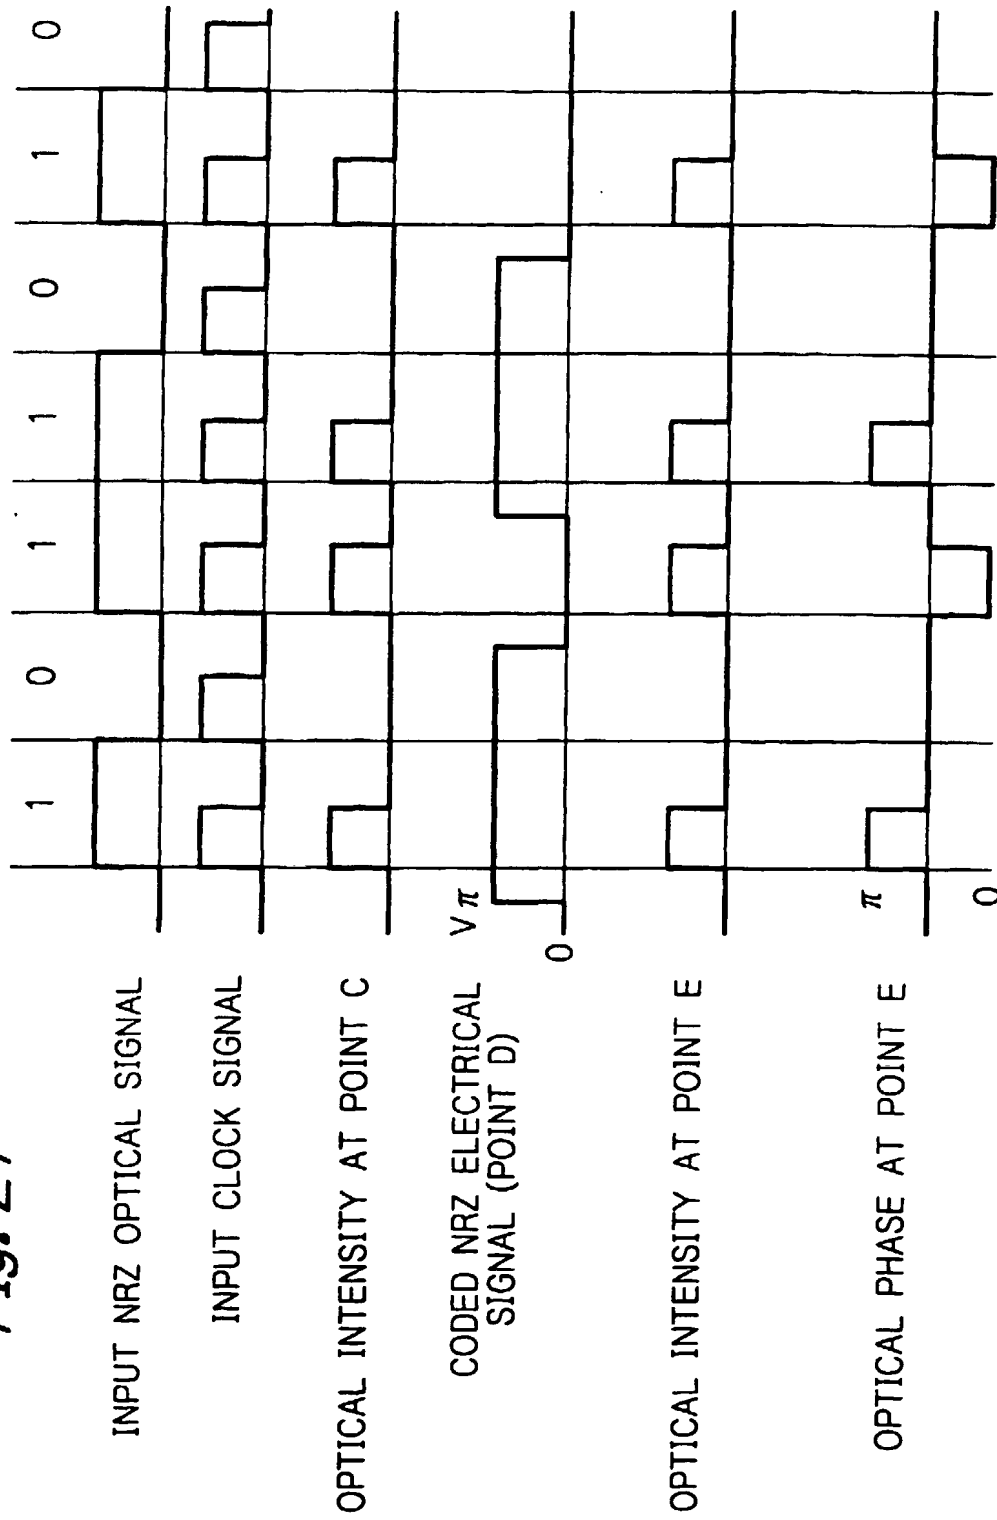 1 0 1 1 0 1 0
INPUT NRZ OPTICAL SIGNAL
INPUT CLOCK SIGNAL
OPTICAL INTENSITY AT POINT C
CODED NRZ ELECTRICAL
SIGNAL (POINT D)
Vπ
0
OPTICAL INTENSITY AT POINT E
OPTICAL PHASE AT POINT E
π
0